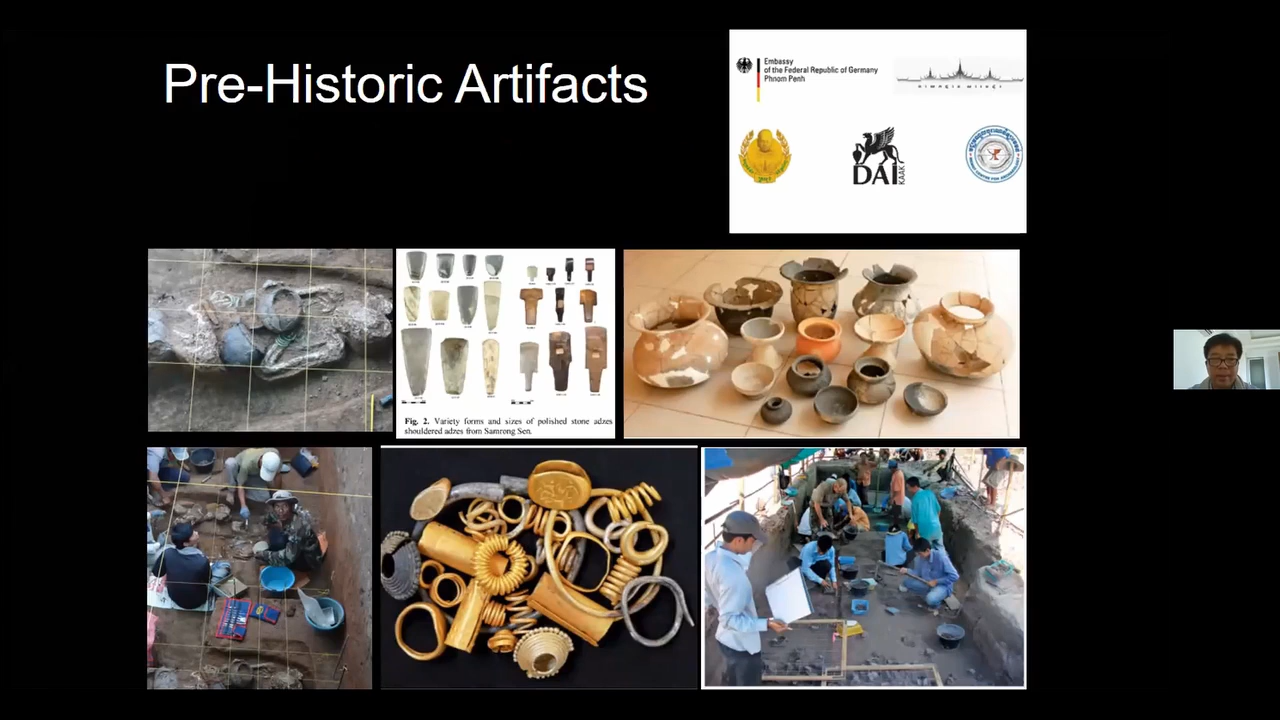 Pre-Historic Artifacts
Embassy
of the Federal Republic of Germany
Phnom Penh
DAI
KAAK
Fig. 2. Variety forms and sizes of polished stone adzes
shouldered adzes from Samrong Sen.